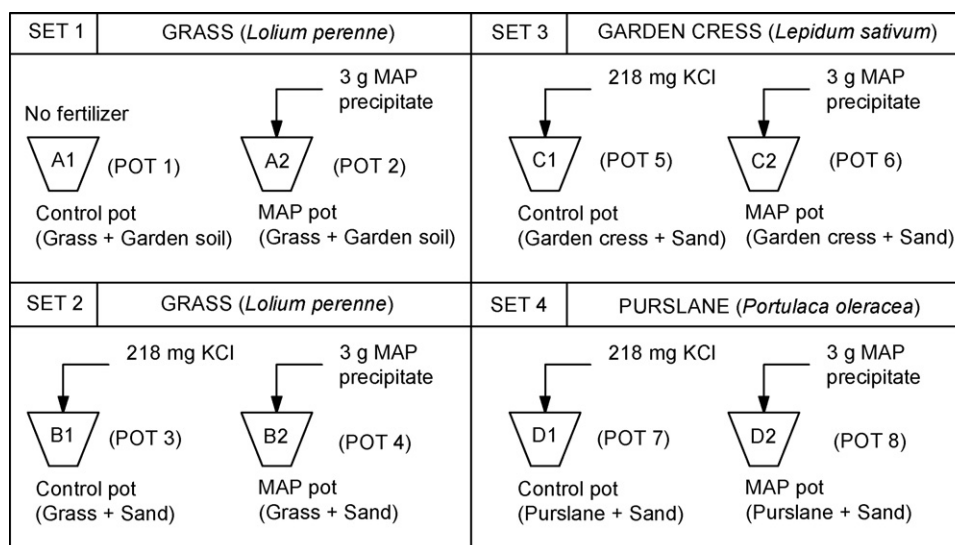 SET 1 GRASS (Lolium perenne)
3 g MAP
precipitate
No fertilizer
A1 (POT 1) A2 (POT 2)
Control pot MAP pot
(Grass + Garden soil) (Grass + Garden soil)
SET 3 GARDEN CRESS (Lepidum sativum)
218 mg KCl 3 g MAP
precipitate
C1 (POT 5) C2 (POT 6)
Control pot MAP pot
(Garden cress + Sand) (Garden cress + Sand)
SET 2 GRASS (Lolium perenne)
218 mg KCl 3 g MAP
precipitate
B1 (POT 3) B2 (POT 4)
Control pot MAP pot
(Grass + Sand) (Grass + Sand)
SET 4 PURSLANE (Portulaca oleracea)
218 mg KCl 3 g MAP
precipitate
D1 (POT 7) D2 (POT 8)
Control pot MAP pot
(Purslane + Sand) (Purslane + Sand)